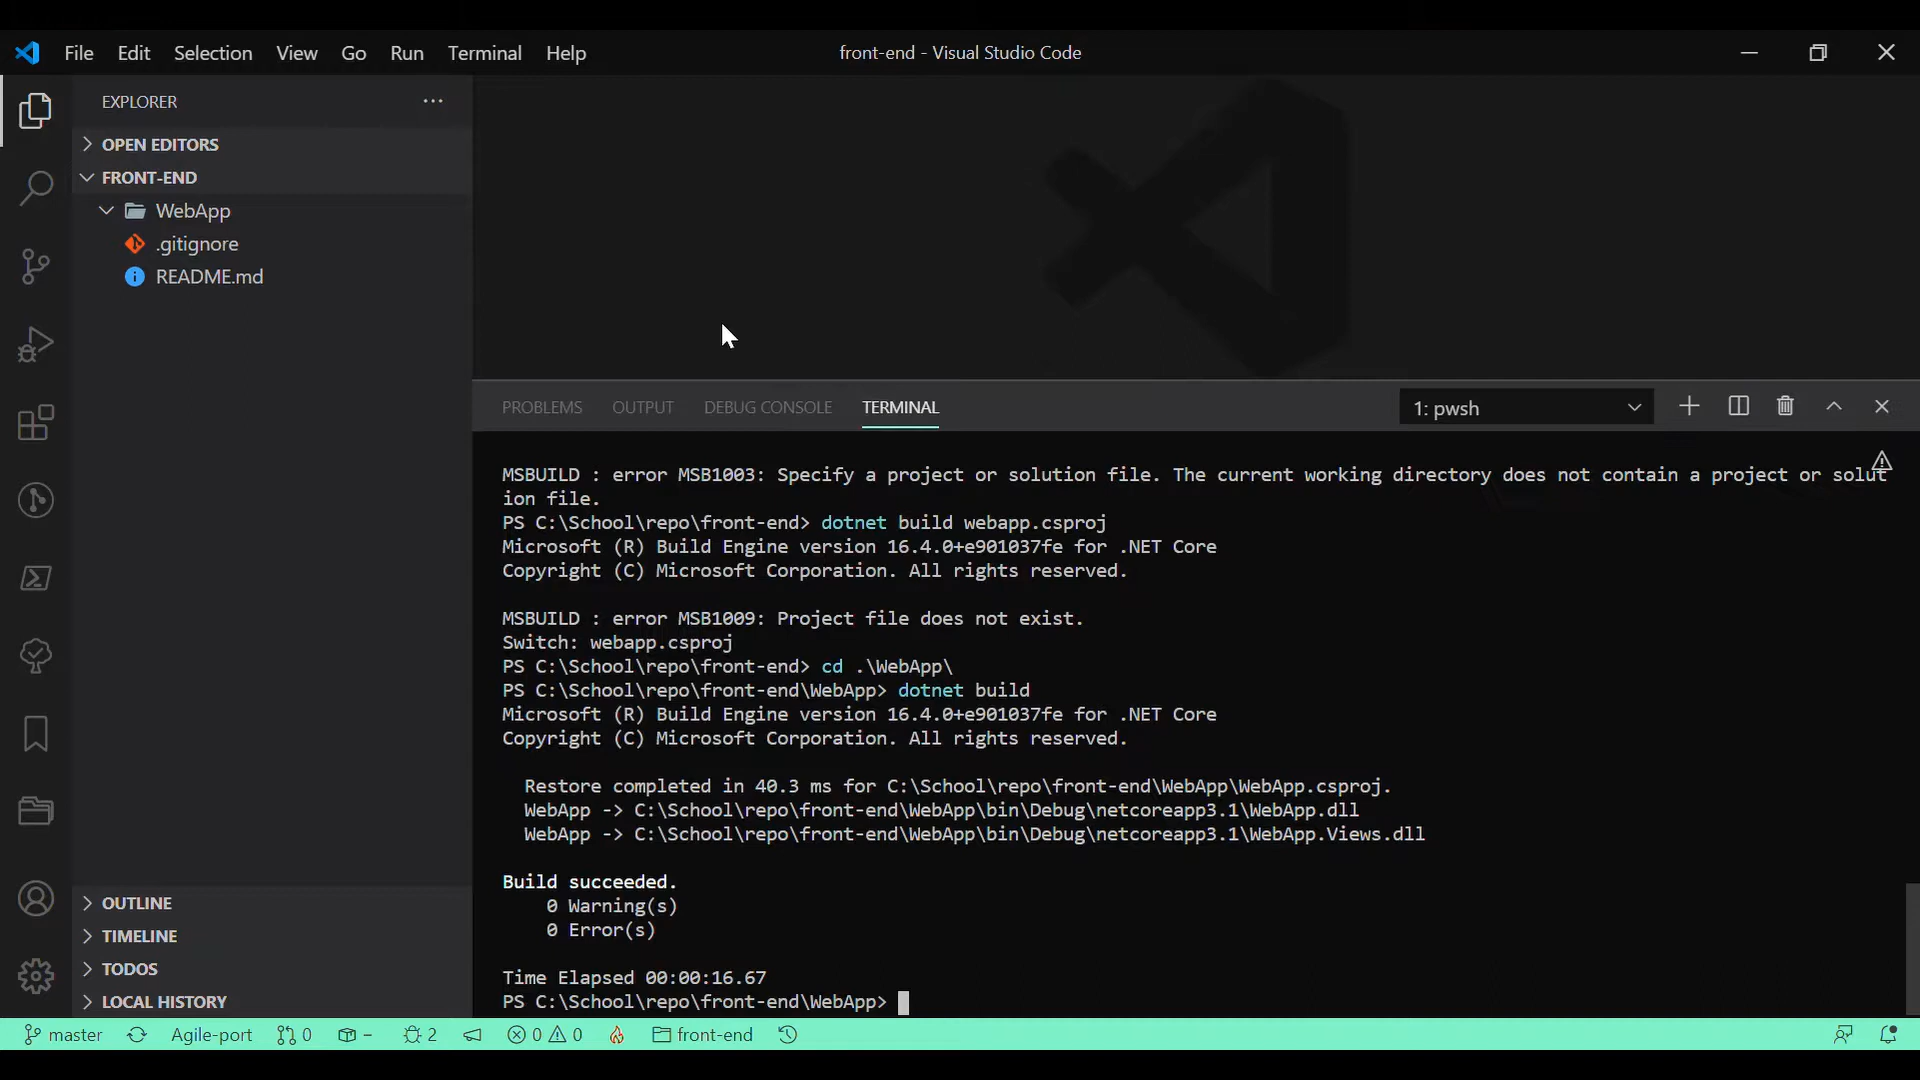 File Edit Selection View Go Run Terminal Help front-end - Visual Studio Code
EXPLORER
OPEN EDITORS
FRONT-END
WebApp
.gitignore
README.md
PROBLEMS OUTPUT DEBUG CONSOLE TERMINAL 1: pwsh
MSBUILD : error MSB1003: Specify a project or solution file. The current working directory does not contain a project or solut
ion file.
PS C:\School\repo\front-end> dotnet build webapp.csproj
Microsoft (R) Build Engine version 16.4.0+e901037fe for .NET Core
Copyright (C) Microsoft Corporation. All rights reserved.
MSBUILD : error MSB1009: Project file does not exist.
Switch: webapp.csproj
PS C:\School\repo\front-end> cd .\WebApp\
PS C:\School\repo\front-end\WebApp> dotnet build
Microsoft (R) Build Engine version 16.4.0+e901037fe for .NET Core
Copyright (C) Microsoft Corporation. All rights reserved.
Restore completed in 40.3 ms for C:\School\repo\front-end\WebApp\WebApp.csproj.
WebApp -> C:\School\repo\front-end\WebApp\bin\Debug\netcoreapp3.1\WebApp.dll
WebApp -> C:\School\repo\front-end\WebApp\bin\Debug\netcoreapp3.1\WebApp.Views.dll
Build succeeded.
0 Warning(s)
0 Error(s)
Time Elapsed 00:00:16.67
PS C:\School\repo\front-end\WebApp>
OUTLINE
TIMELINE
TODOS
LOCAL HISTORY
master Agile-port 0 - 2 0 0 front-end